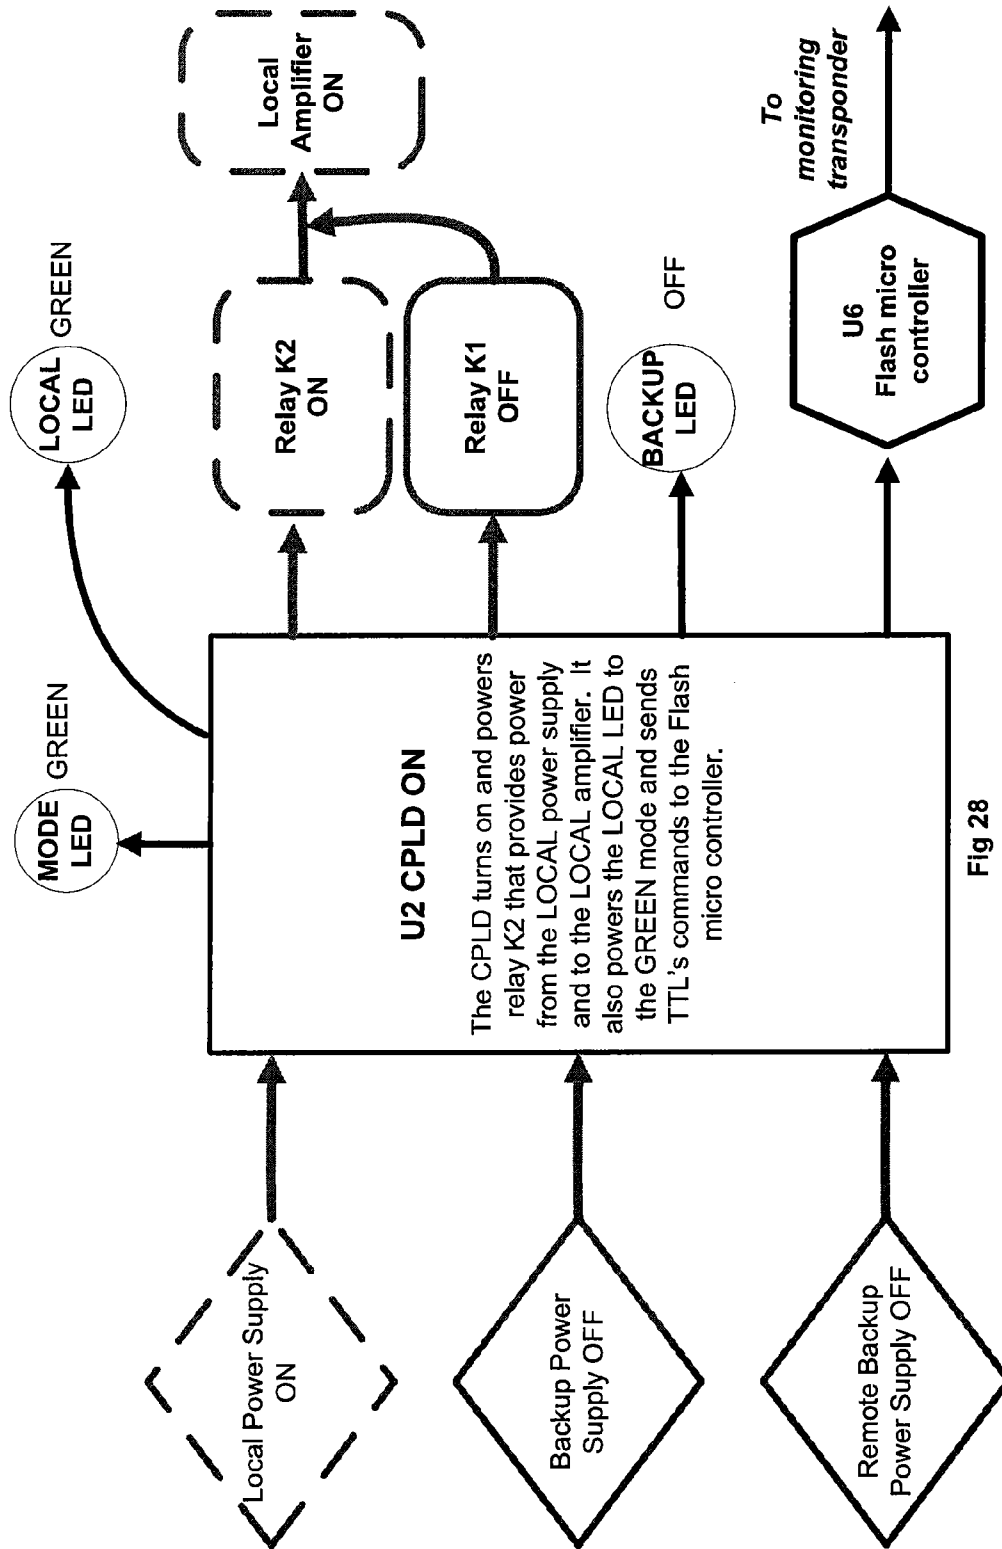 Local Power Supply
ON
Backup Power
Supply OFF
Remote Backup
Power Supply OFF
MODE
LED
GREEN
U2 CPLD ON
The CPLD turns on and powers
relay K2 that provides power
from the LOCAL power supply
and to the LOCAL amplifier. It
also powers the LOCAL LED to
the GREEN mode and sends
TTL's commands to the Flash
micro controller.
LOCAL
LED
GREEN
Relay K2
ON
Relay K1
OFF
BACKUP
LED
OFF
U6
Flash micro
controller
Local
Amplifier
ON
To
monitoring
transponder
Fig 28